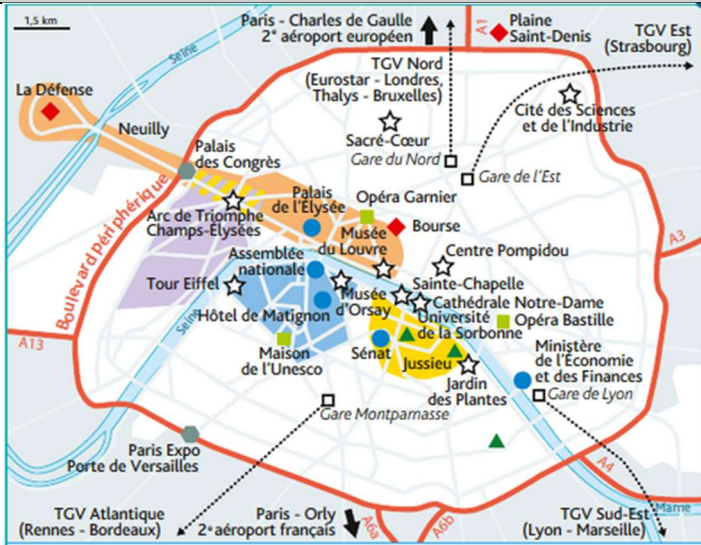 1,5 km
Paris - Charles de Gaulle
2e aéroport européen
A1
Plaine
Saint-Denis
TGV Est
(Strasbourg)
Seine
TGV Nord
(Eurostar - Londres,
Thalys - Bruxelles)
La Défense
Neuilly
Cité des Sciences
et de l'Industrie
Sacré-Cœur
Gare du Nord
Gare de l'Est
Palais
des Congrès
Boulevard périphérique
Palais
de l'Élysée
Opéra Garnier
Arc de Triomphe
Champs-Élysées
Bourse
Musée
du Louvre
A3
Assemblée
nationale
Centre Pompidou
Tour Eiffel
Sainte-Chapelle
Musée
d'Orsay
Cathédrale Notre-Dame
Hôtel de Matignon
Université
de la Sorbonne
Opéra Bastille
Seine
A13
Maison
de l'Unesco
Sénat
Jussieu
Ministère
de l'Économie
et des Finances
Jardin
des Plantes
Gare de Lyon
Gare Montparnasse
Paris Expo
Porte de Versailles
A4
Marne
TGV Atlantique
(Rennes - Bordeaux)
Paris - Orly
2e aéroport français
A6a
A6b
TGV Sud-Est
(Lyon - Marseille)